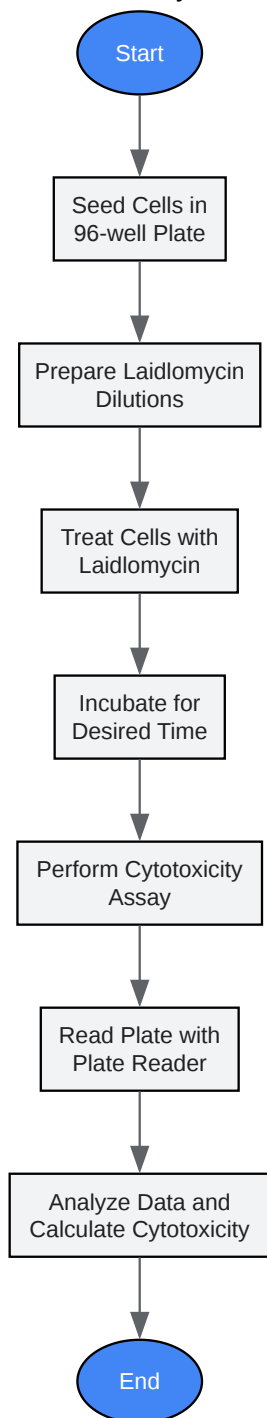 Start
Seed Cells in
96-well Plate
Prepare Laidlomycin
Dilutions
Treat Cells with
Laidlomycin
Incubate for
Desired Time
Perform Cytotoxicity
Assay
Read Plate with
Plate Reader
Analyze Data and
Calculate Cytotoxicity
End